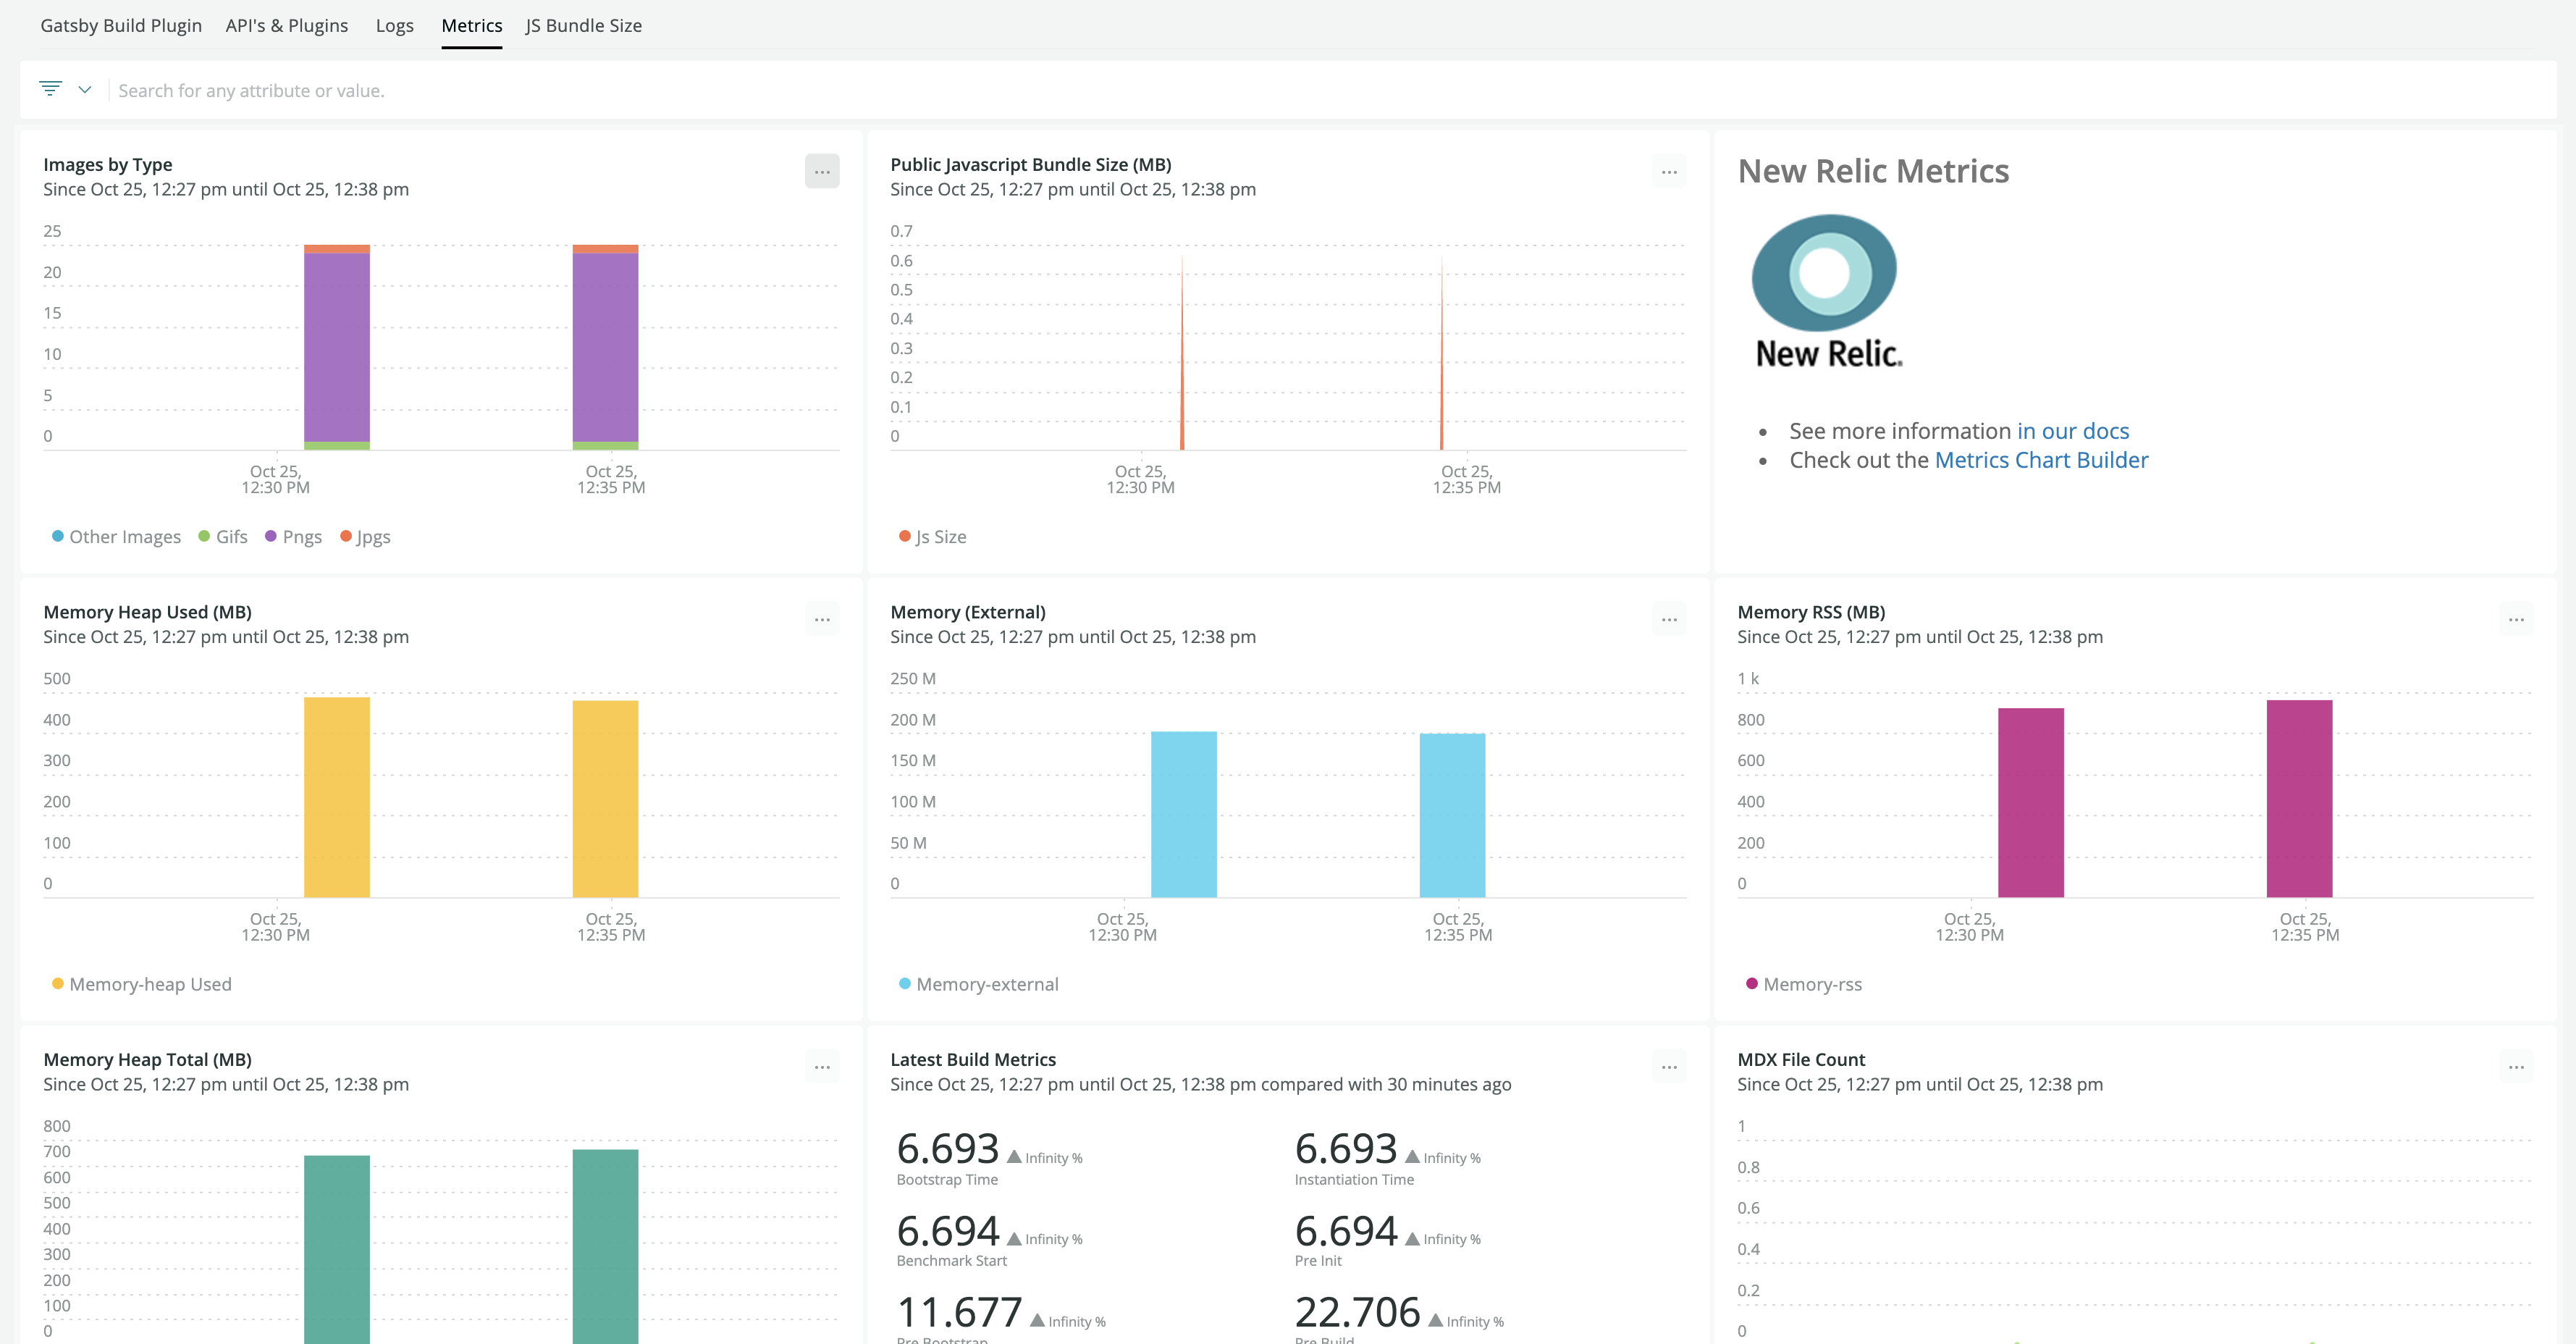 Gatsby Build Plugin API's & Plugins Logs Metrics JS Bundle Size
Search for any attribute or value.
Images by Type
Since Oct 25, 12:27 pm until Oct 25, 12:38 pm
25
20
15
10
5
0
Oct 25,
12:30 PM
Oct 25,
12:35 PM
Other Images Gifs Pngs Jpgs
Public Javascript Bundle Size (MB)
Since Oct 25, 12:27 pm until Oct 25, 12:38 pm
0.7
0.6
0.5
0.4
0.3
0.2
0.1
0
Oct 25,
12:30 PM
Oct 25,
12:35 PM
Js Size
New Relic Metrics
New Relic.
See more information in our docs
Check out the Metrics Chart Builder
Memory Heap Used (MB)
Since Oct 25, 12:27 pm until Oct 25, 12:38 pm
500
400
300
200
100
0
Oct 25,
12:30 PM
Oct 25,
12:35 PM
Memory-heap Used
Memory (External)
Since Oct 25, 12:27 pm until Oct 25, 12:38 pm
250 M
200 M
150 M
100 M
50 M
0
Oct 25,
12:30 PM
Oct 25,
12:35 PM
Memory-external
Memory RSS (MB)
Since Oct 25, 12:27 pm until Oct 25, 12:38 pm
1 k
800
600
400
200
0
Oct 25,
12:30 PM
Oct 25,
12:35 PM
Memory-rss
Memory Heap Total (MB)
Since Oct 25, 12:27 pm until Oct 25, 12:38 pm
800
700
600
500
400
300
200
100
0
Latest Build Metrics
Since Oct 25, 12:27 pm until Oct 25, 12:38 pm compared with 30 minutes ago
6.693 Infinity %
Bootstrap Time
6.693 Infinity %
Instantiation Time
6.694 Infinity %
Benchmark Start
6.694 Infinity %
Pre Init
11.677 Infinity %
Pre Bootstrap
22.706 Infinity %
Pre Build
MDX File Count
Since Oct 25, 12:27 pm until Oct 25, 12:38 pm
1
0.8
0.6
0.4
0.2
0